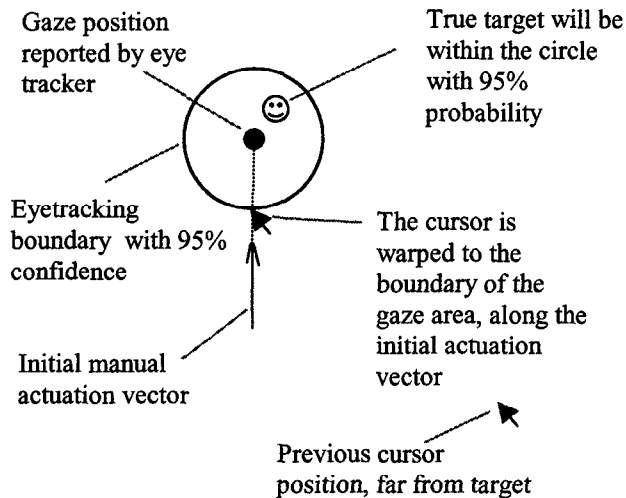 Gaze position
reported by eye
tracker
True target will be
within the circle
with 95%
probability
Eyetracking
boundary with 95%
confidence
The cursor is
warped to the
boundary of the
gaze area, along the
initial actuation
vector
Initial manual
actuation vector
Previous cursor
position, far from target